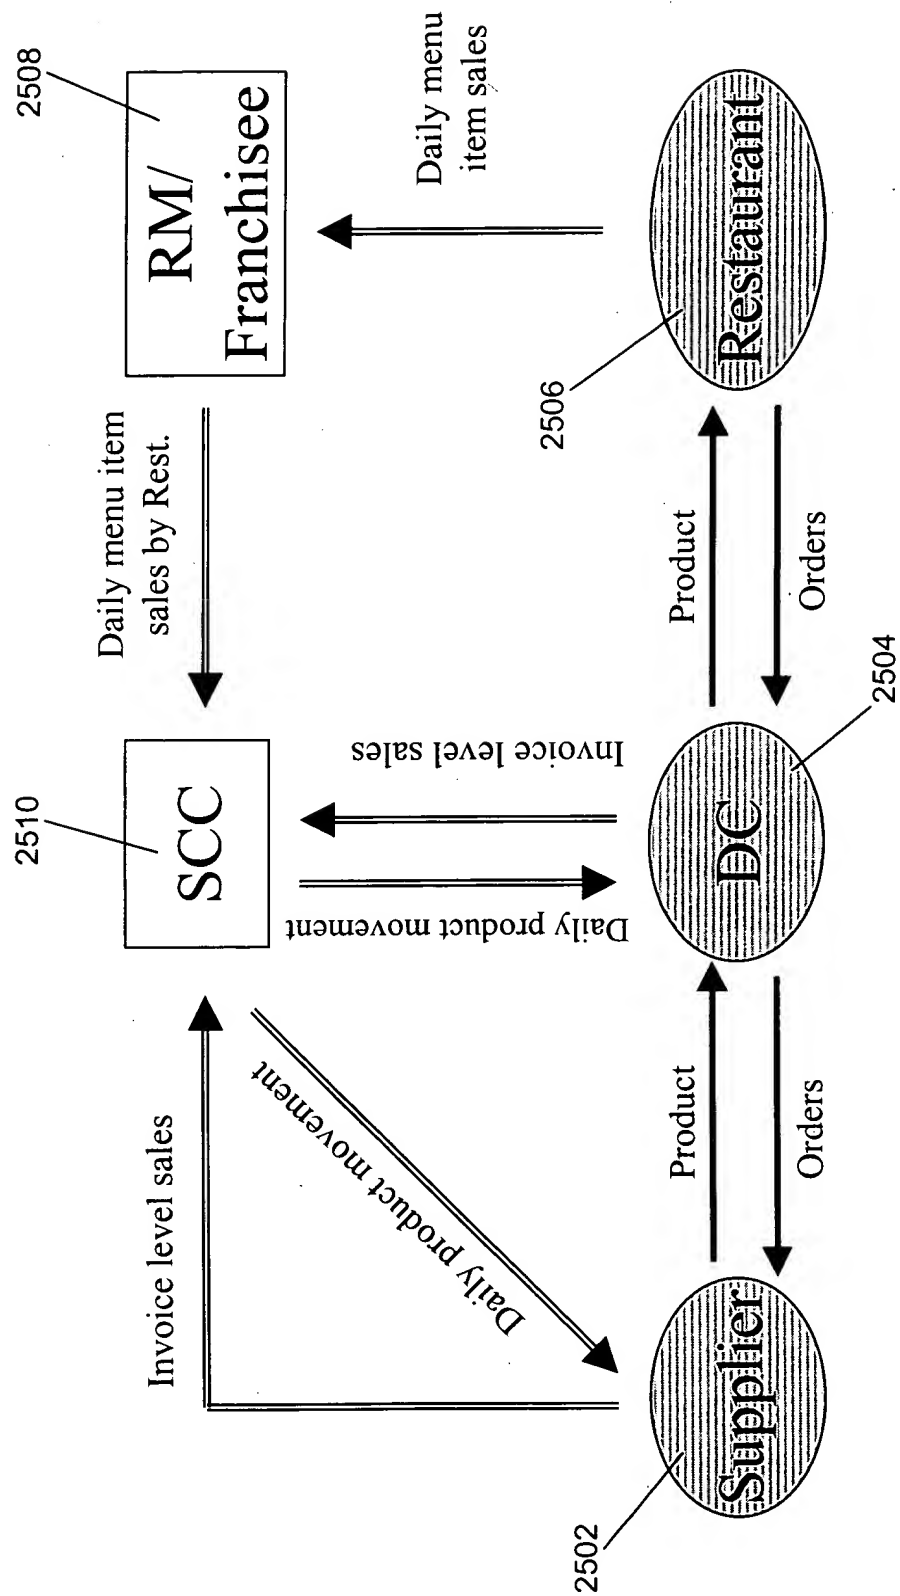 2508
RM/
Franchisee
Daily menu
item sales
Daily menu item
sales by Rest.
2510
SCC
Invoice level sales
Daily product movement
Invoice level sales
Daily product movement
2502
Supplier
Product
Orders
DC
2504
Product
Orders
2506
Restaurant